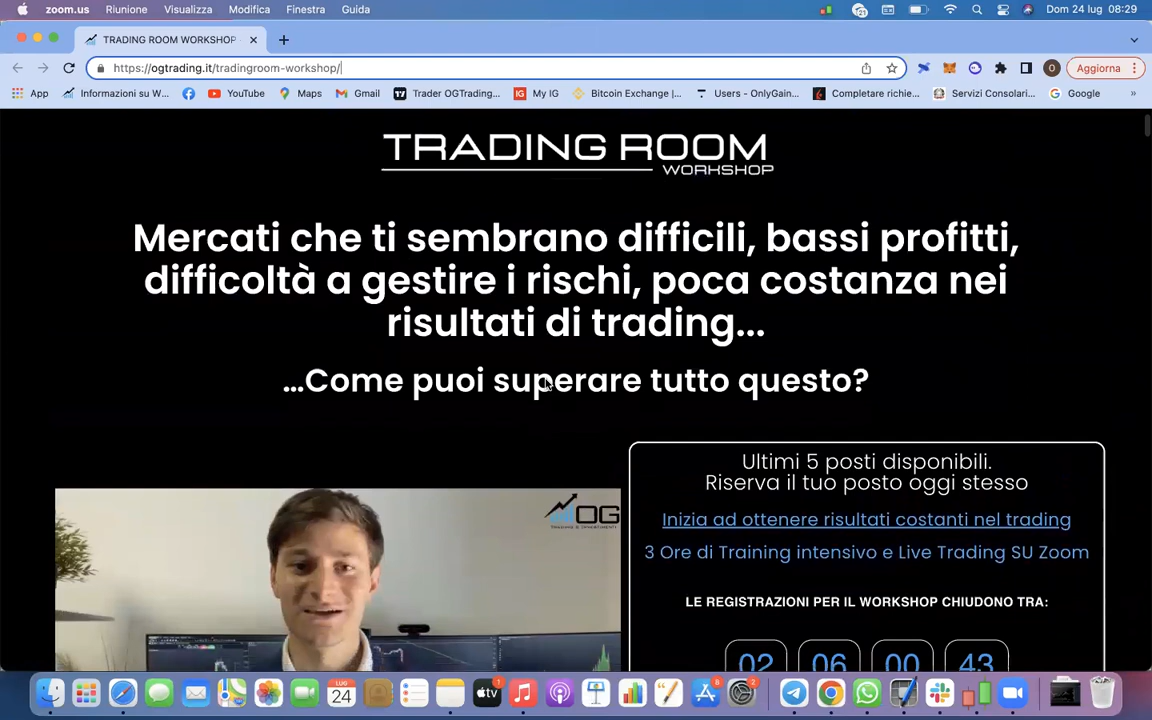 zoom.us Riunione Visualizza Modifica Finestra Guida Dom 24 lug 08:29
TRADING ROOM WORKSHOP
https://ogtrading.it/tradingroom-workshop/
Aggiorna
App Informazioni su W... YouTube Maps Gmail Trader OGTrading... My IG Bitcoin Exchange |... Users - OnlyGain... Completare richie... Servizi Consolari... Google
TRADING ROOM
WORKSHOP
Mercati che ti sembrano difficili, bassi profitti,
difficoltà a gestire i rischi, poca costanza nei
risultati di trading...
...Come puoi superare tutto questo?
Ultimi 5 posti disponibili.
Riserva il tuo posto oggi stesso
Inizia ad ottenere risultati costanti nel trading
3 Ore di Training intensivo e Live Trading SU Zoom
LE REGISTRAZIONI PER IL WORKSHOP CHIUDONO TRA:
02 06 00 43
OG
TRADING E INVESTIMENTI
LUG
24
tv